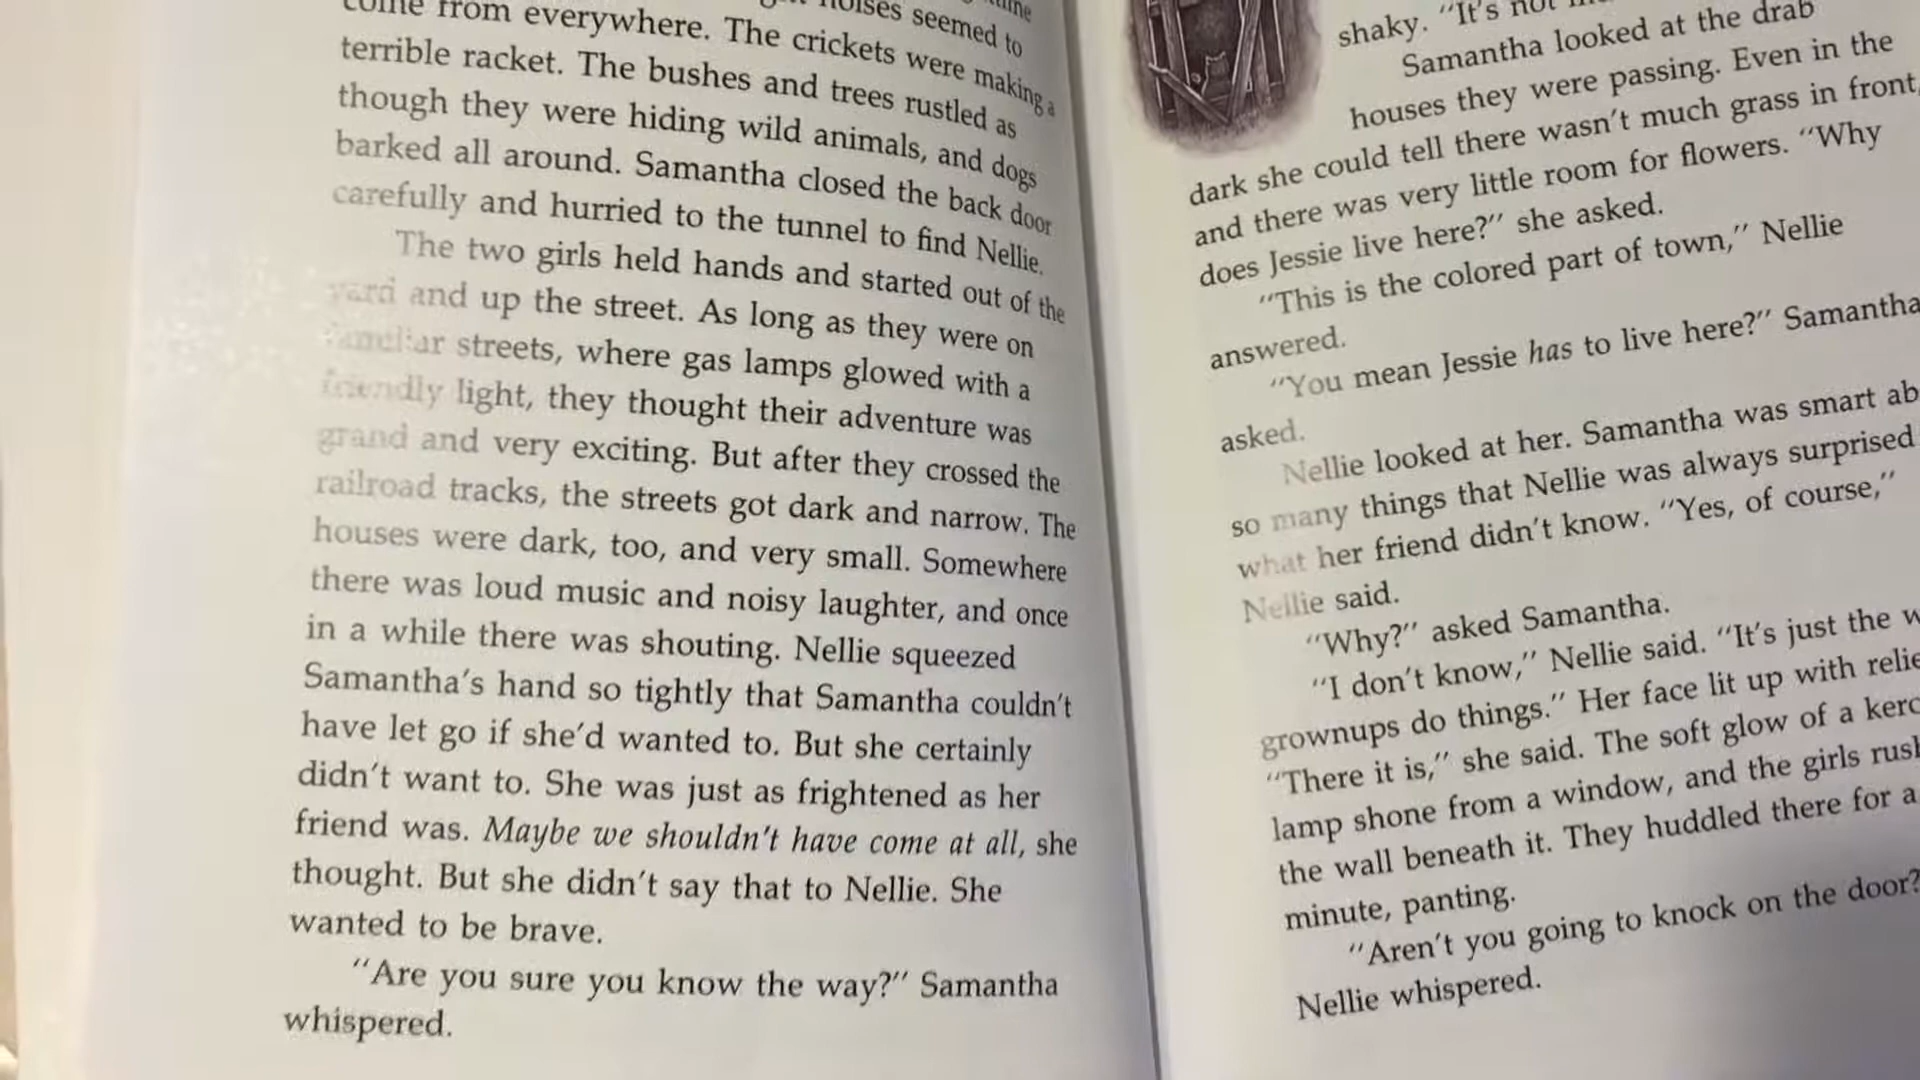 noises seemed to
come from everywhere. The crickets were making a
terrible racket. The bushes and trees rustled as
though they were hiding wild animals, and dogs
barked all around. Samantha closed the back door
carefully and hurried to the tunnel to find Nellie.
The two girls held hands and started out of the
yard and up the street. As long as they were on
familiar streets, where gas lamps glowed with a
friendly light, they thought their adventure was
grand and very exciting. But after they crossed the
railroad tracks, the streets got dark and narrow. The
houses were dark, too, and very small. Somewhere
there was loud music and noisy laughter, and once
in a while there was shouting. Nellie squeezed
Samantha's hand so tightly that Samantha couldn't
have let go if she'd wanted to. But she certainly
didn't want to. She was just as frightened as her
friend was. Maybe we shouldn't have come at all, she
thought. But she didn't say that to Nellie. She
wanted to be brave.
"Are you sure you know the way?" Samantha
whispered.
shaky. "It's not
Samantha looked at the drab
houses they were passing. Even in the
dark she could tell there wasn't much grass in front,
and there was very little room for flowers. "Why
does Jessie live here?" she asked.
"This is the colored part of town," Nellie
answered.
"You mean Jessie has to live here?" Samantha
asked.
Nellie looked at her. Samantha was smart ab
so many things that Nellie was always surprised
what her friend didn't know. "Yes, of course,"
Nellie said.
"Why?" asked Samantha.
"I don't know," Nellie said. "It's just the w
grownups do things." Her face lit up with relie
"There it is," she said. The soft glow of a kero
lamp shone from a window, and the girls rush
the wall beneath it. They huddled there for a
minute, panting.
"Aren't you going to knock on the door?
Nellie whispered.